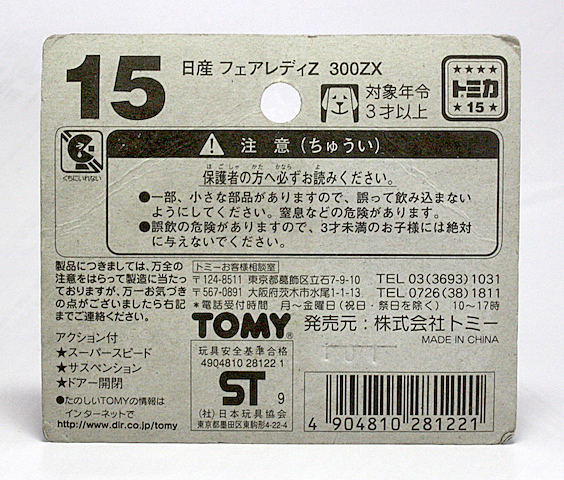 15
日産 フェアレディZ 300ZX
対象年令
3才以上
トミカ
15
くちにいれない
注意(ちゅうい)
ほごしゃ かた かなら よ
保護者の方へ必ずお読みください。
●一部、小さな部品がありますので、誤って飲み込まない
ようにしてください。窒息などの危険があります。
●誤飲の危険がありますので、3才未満のお子様には絶対
に与えないでください。
製品につきましては、万全の
注意をはらって製造に当たっ
ておりますが、万一お気づき
の点がございましたら右記
までご連絡ください。
トミーお客様相談室
〒124-8511 東京都葛飾区立石7-9-10 TEL 03(3693)1031
〒567-0891 大阪府茨木市水尾1-1-13 TEL 0726(38)1811
*電話受付時間 月〜金曜日(祝日・祭日を除く)10〜17時
TOMY 発売元:株式会社トミー
MADE IN CHINA
アクション付
★スーパースピード
★サスペンション
★ドアー開閉
●たのしいTOMYの情報は
インターネットで
http://www.dir.co.jp/tomy
玩具安全基準合格
4904810 28122 1
ST 9
(社)日本玩具協会
東京都墨田区東駒形4-22-4
4 904810 281221